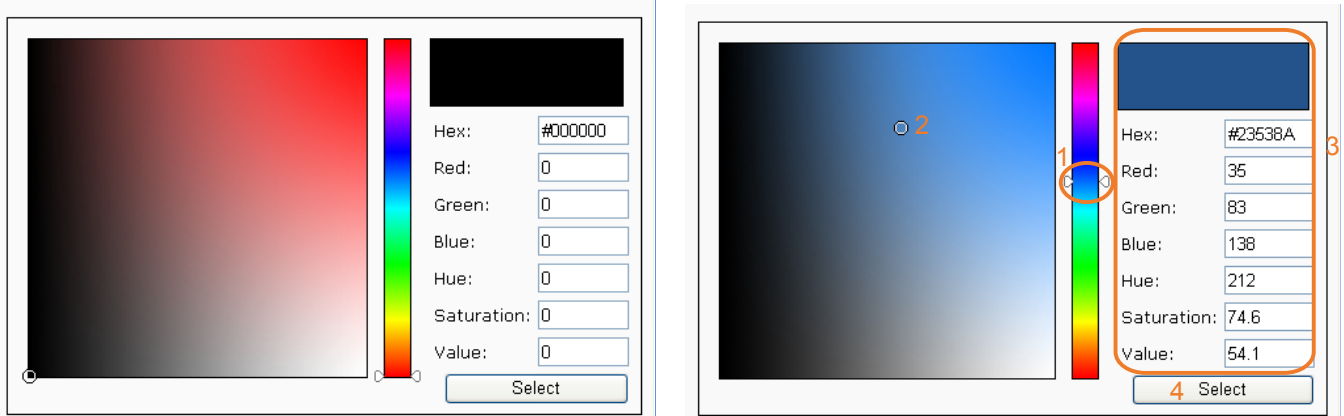 Hex: #000000
Red: 0
Green: 0
Blue: 0
Hue: 0
Saturation: 0
Value: 0
Select
2
1
3
Hex: #23538A
Red: 35
Green: 83
Blue: 138
Hue: 212
Saturation: 74.6
Value: 54.1
4 Select